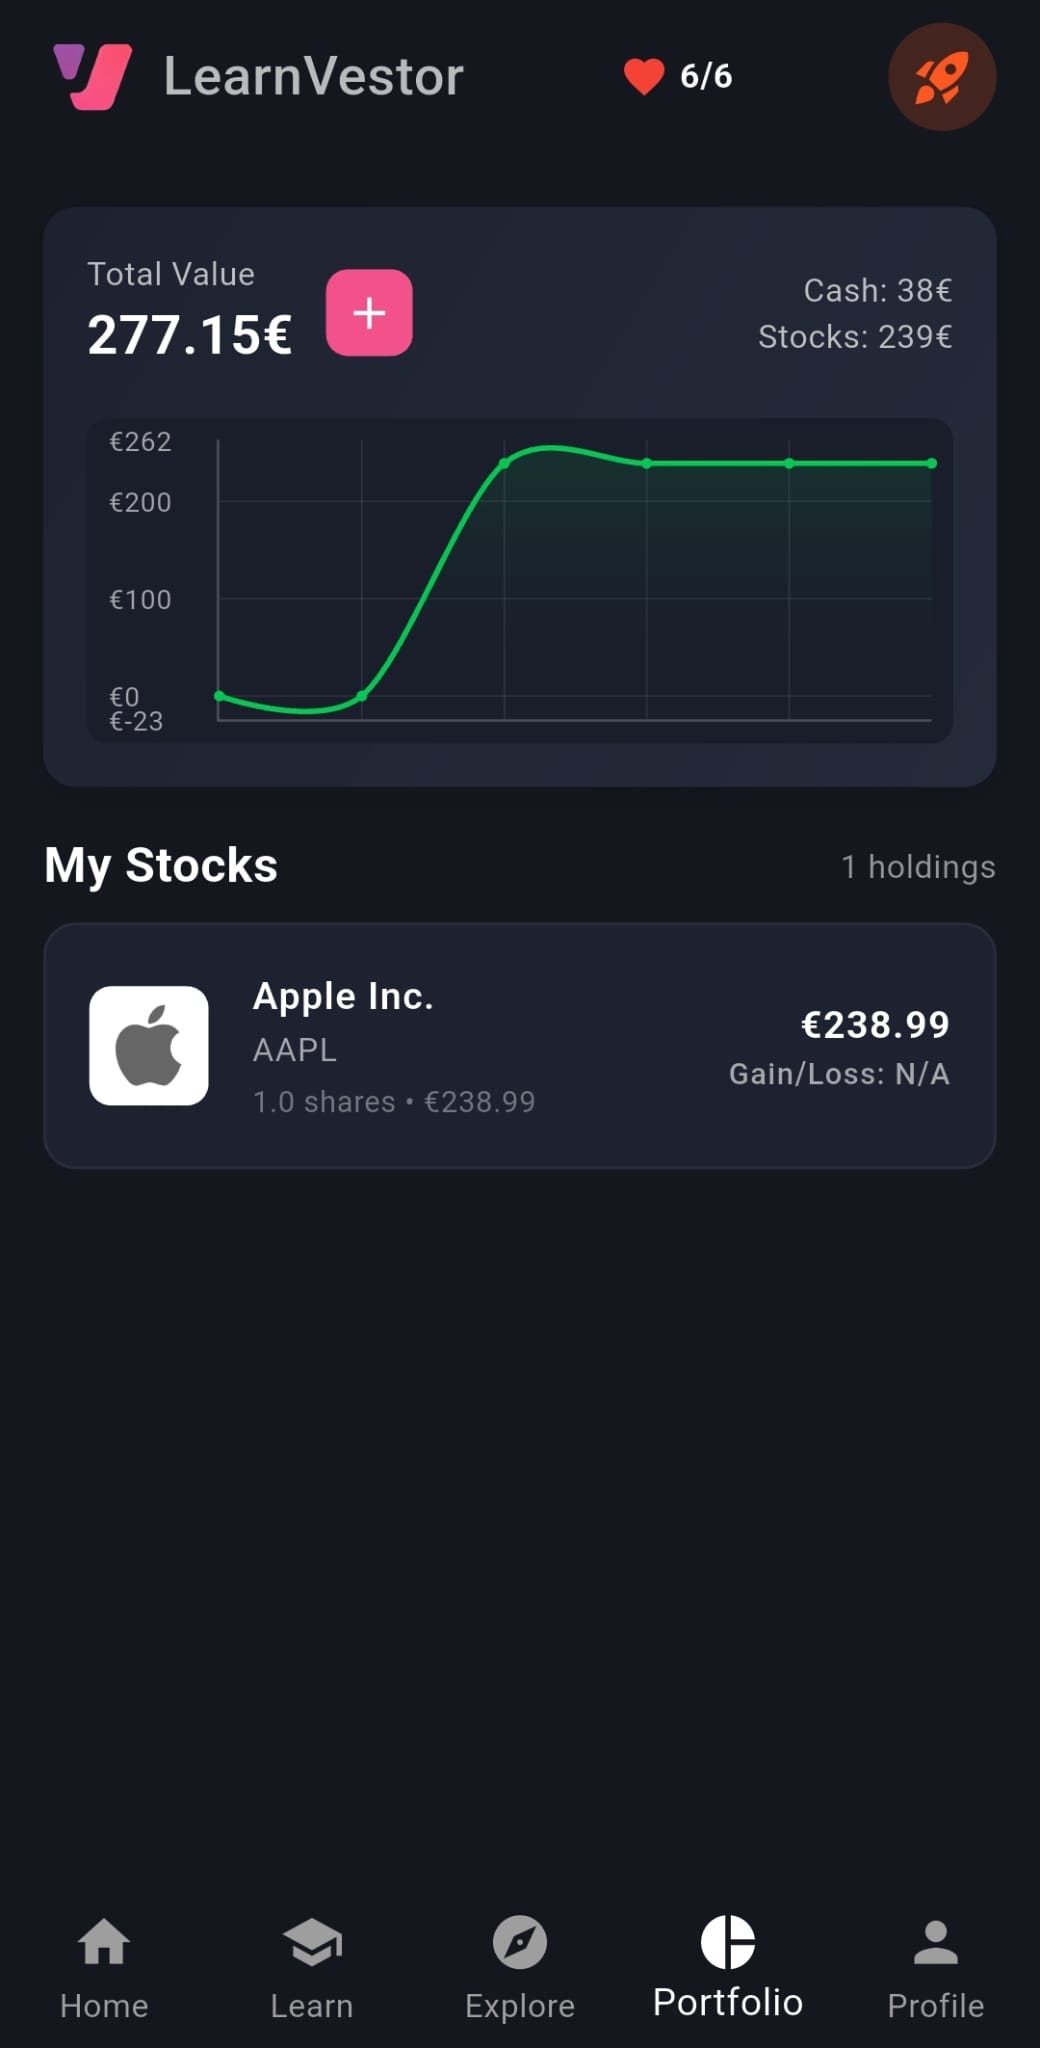 LearnVestor
6/6
Total Value
277.15€
+
Cash: 38€
Stocks: 239€
€262
€200
€100
€0
€-23
My Stocks
1 holdings
Apple Inc.
AAPL
1.0 shares • €238.99
€238.99
Gain/Loss: N/A
Home
Learn
Explore
Portfolio
Profile